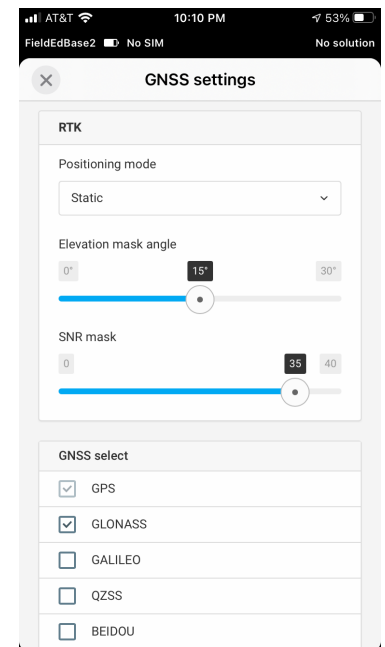 AT&T 10:10 PM 53%
FieldEdBase2 No SIM No solution
GNSS settings
RTK
Positioning mode
Static
Elevation mask angle
0° 15° 30°
SNR mask
0 35 40
GNSS select
GPS
GLONASS
GALILEO
QZSS
BEIDOU